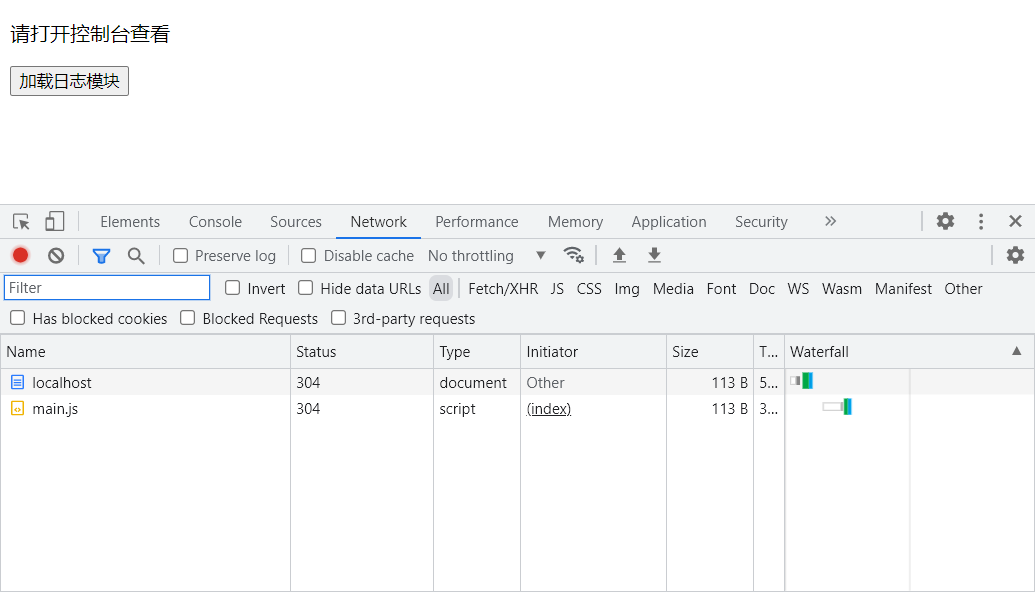 请打开控制台查看
加载日志模块
Elements Console Sources Network Performance Memory Application Security
Preserve log Disable cache No throttling
Filter Invert Hide data URLs All Fetch/XHR JS CSS Img Media Font Doc WS Wasm Manifest Other
Has blocked cookies Blocked Requests 3rd-party requests
Name Status Type Initiator Size T... Waterfall
localhost 304 document Other 113 B 5...
main.js 304 script (index) 113 B 3...